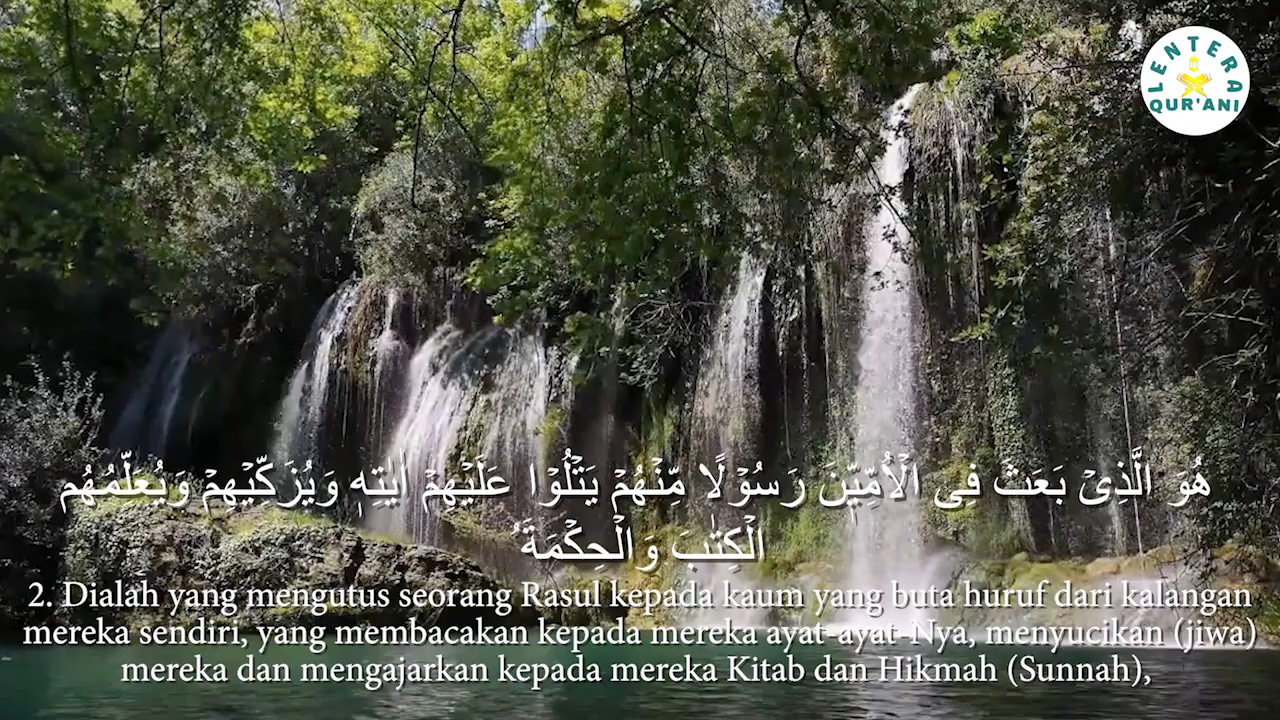 LENTERA
QUR'ANI
هُوَ الَّذِيْ بَعَثَ فِى الْاُمِّيّٖنَ رَسُوْلًا مِّنْهُمْ يَتْلُوْا عَلَيْهِمْ اٰيٰتِهٖ وَيُزَكِّيْهِمْ وَيُعَلِّمُهُم
الْكِتٰبَ وَالْحِكْمَةَ ُ
2. Dialah yang mengutus seorang Rasul kepada kaum yang buta huruf dari kalangan
mereka sendiri, yang membacakan kepada mereka ayat-ayat-Nya, menyucikan (jiwa)
mereka dan mengajarkan kepada mereka Kitab dan Hikmah (Sunnah),